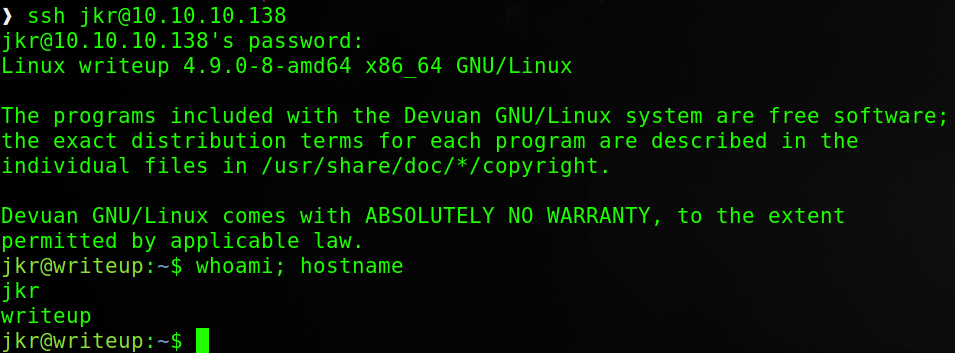 ❯ ssh jkr@10.10.10.138
jkr@10.10.10.138's password:
Linux writeup 4.9.0-8-amd64 x86_64 GNU/Linux
The programs included with the Devuan GNU/Linux system are free software;
the exact distribution terms for each program are described in the
individual files in /usr/share/doc/*/copyright.
Devuan GNU/Linux comes with ABSOLUTELY NO WARRANTY, to the extent
permitted by applicable law.
jkr@writeup:~$ whoami; hostname
jkr
writeup
jkr@writeup:~$